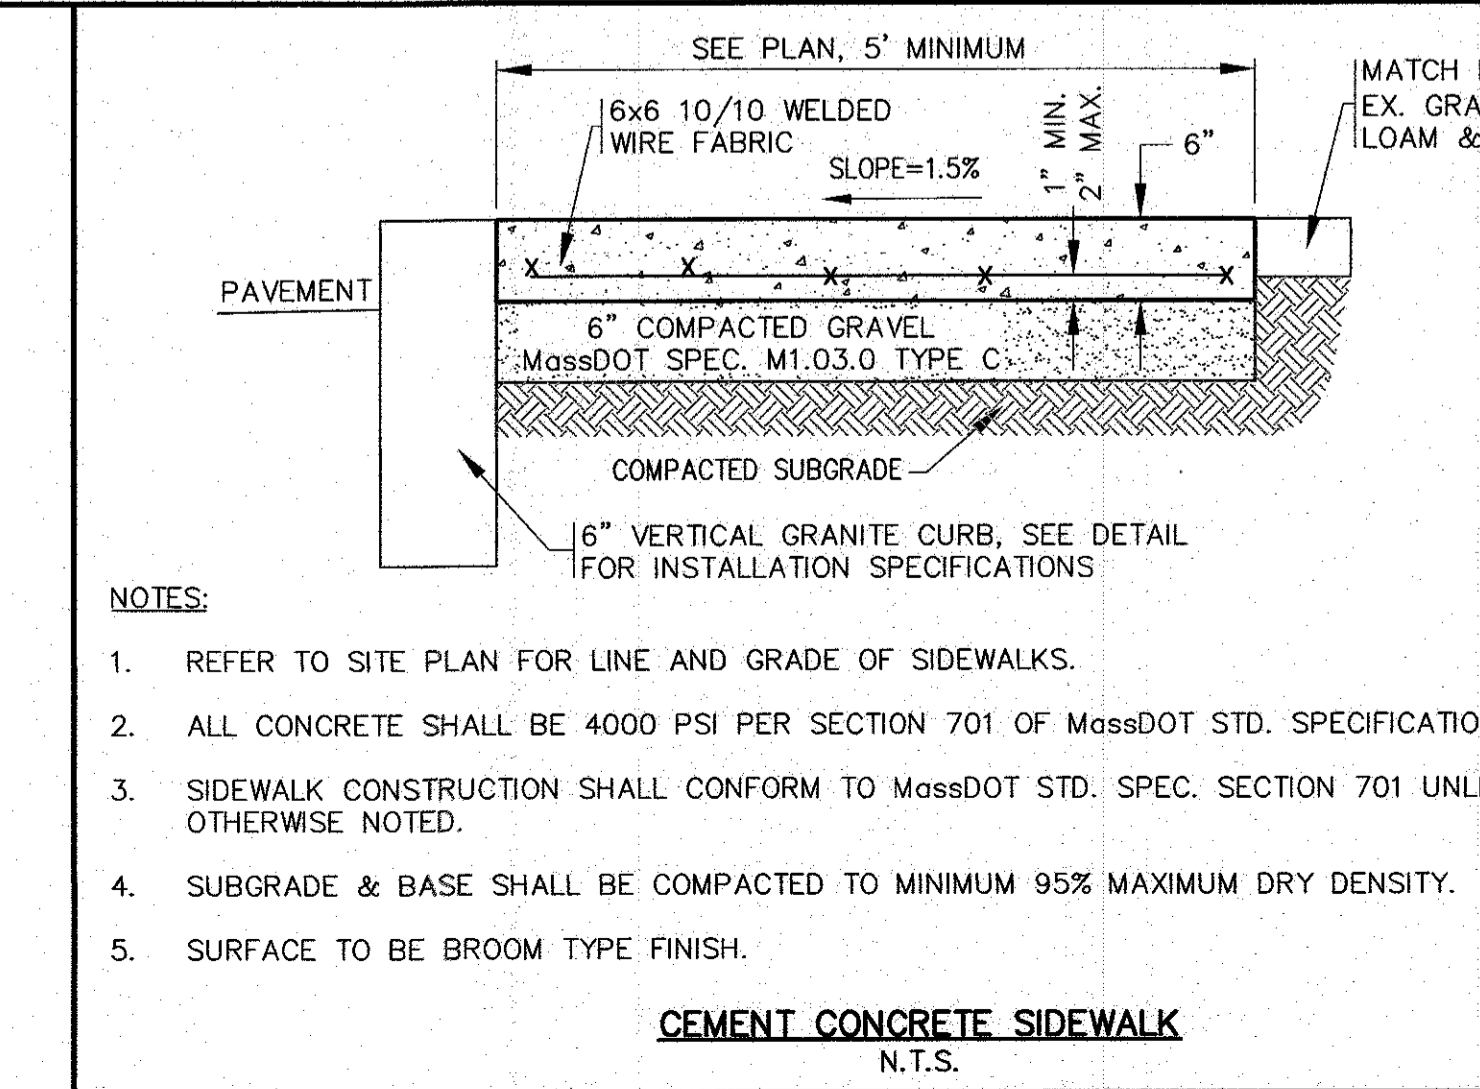 SEE PLAN, 5' MINIMUM
6x6 10/10 WELDED
WIRE FABRIC
SLOPE=1.5%
1" MIN.
2" MAX.
6"
MATCH
EX.
LOAM &
PAVEMENT
6" COMPACTED GRAVEL
MassDOT SPEC. M1.03.0 TYPE C
COMPACTED SUBGRADE
6" VERTICAL GRANITE CURB, SEE DETAIL
FOR INSTALLATION SPECIFICATIONS
NOTES:
1. REFER TO SITE PLAN FOR LINE AND GRADE OF SIDEWALKS.
2. ALL CONCRETE SHALL BE 4000 PSI PER SECTION 701 OF MassDOT STD.
3. SIDEWALK CONSTRUCTION SHALL CONFORM TO MassDOT STD. SPEC. SECTION 701
OTHERWISE NOTED.
4. SUBGRADE & BASE SHALL BE COMPACTED TO MINIMUM 95% MAXIMUM DRY DENSITY.
5. SURFACE TO BE BROOM TYPE FINISH.
CEMENT CONCRETE SIDEWALK
N.T.S.